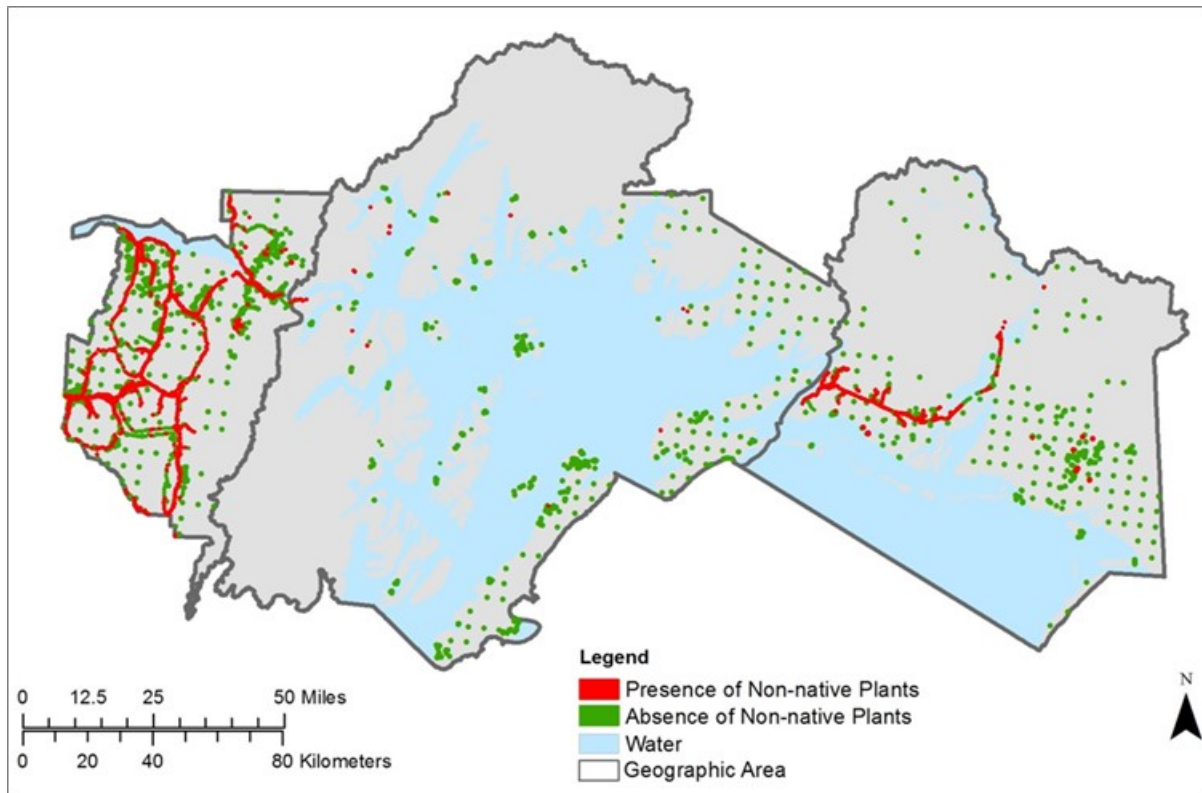 Legend
Presence of Non-native Plants
Absence of Non-native Plants
Water
Geographic Area
0 12.5 25 50 Miles
0 20 40 80 Kilometers
N